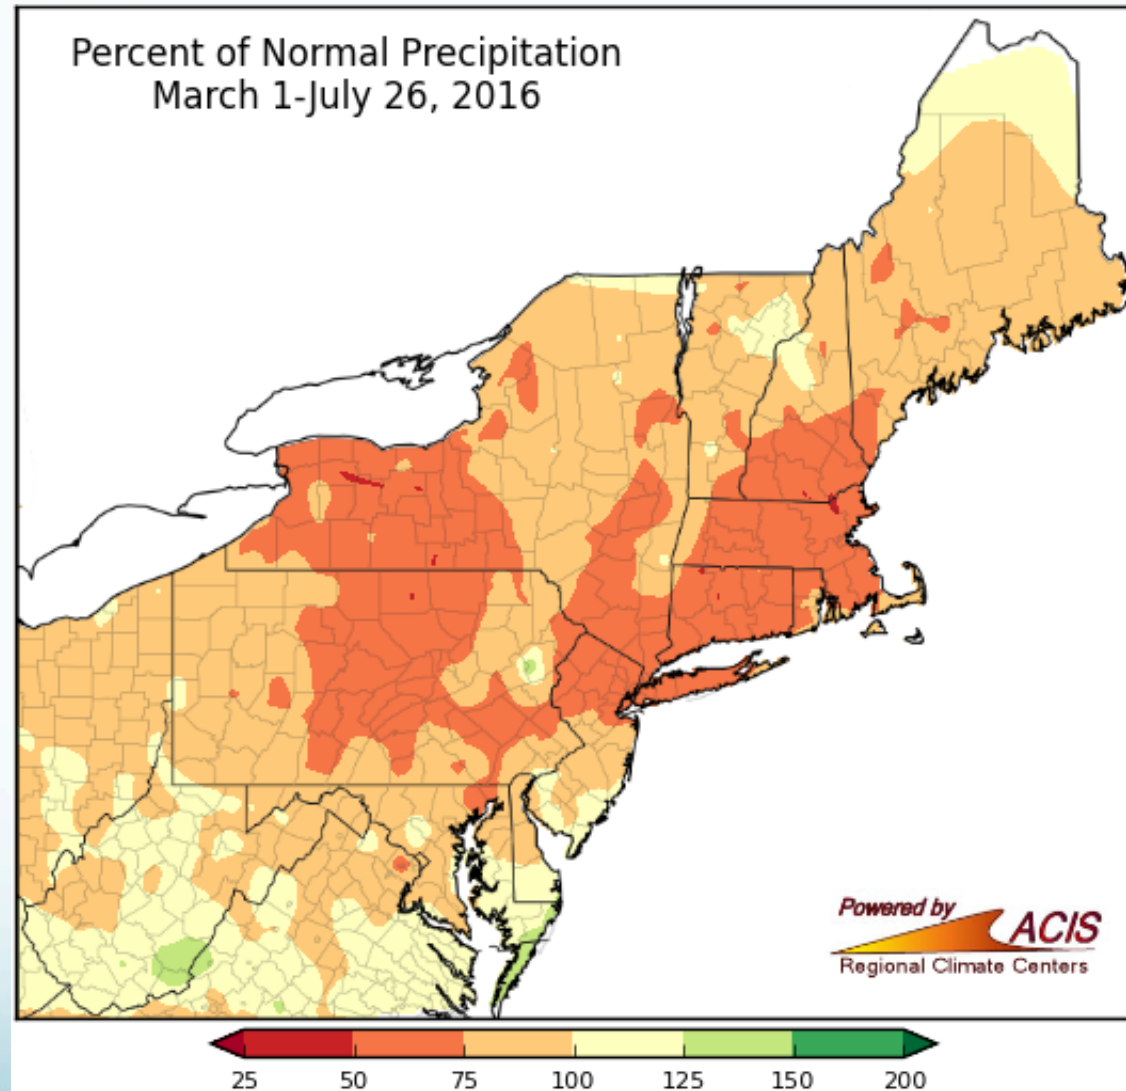 Percent of Normal Precipitation
March 1-July 26, 2016
Powered by
ACIS
Regional Climate Centers
25 50 75 100 125 150 200